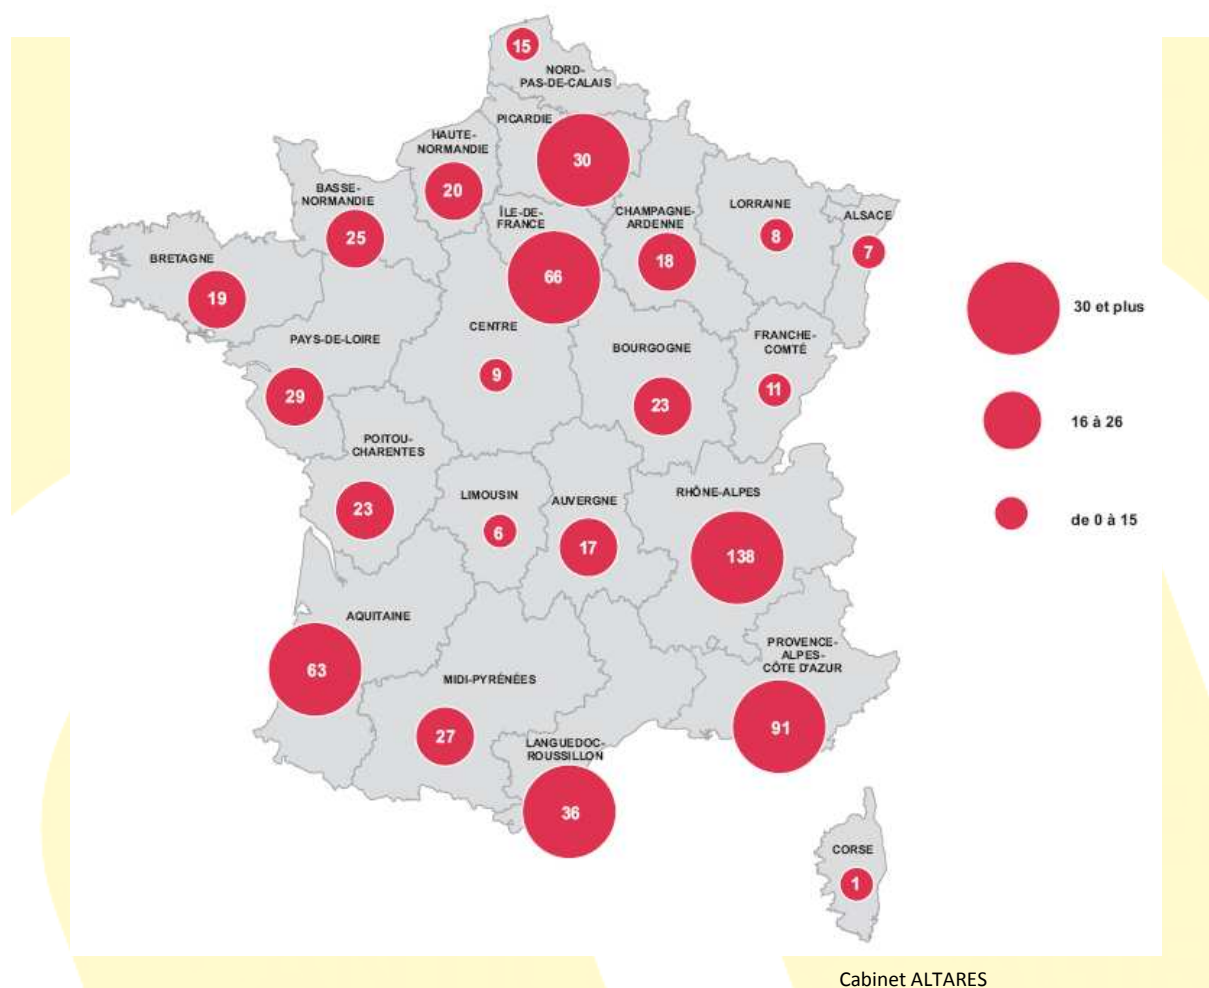 15
NORD-
PAS-DE-CALAIS
PICARDIE
30
HAUTE-
NORMANDIE
20
BASSE-
NORMANDIE
25
ÎLE-DE-
FRANCE
66
CHAMPAGNE-
ARDENNE
18
LORRAINE
8
ALSACE
7
BRETAGNE
19
PAYS-DE-LOIRE
29
CENTRE
9
BOURGOGNE
23
FRANCHE-
COMTÉ
11
30 et plus
16 à 26
de 0 à 15
POITOU-
CHARENTES
23
LIMOUSIN
6
AUVERGNE
17
RHÔNE-ALPES
138
AQUITAINE
63
MIDI-PYRÉNÉES
27
LANGUEDOC-
ROUSSILLON
36
PROVENCE-
ALPES-
CÔTE D'AZUR
91
CORSE
1
Cabinet ALTARES